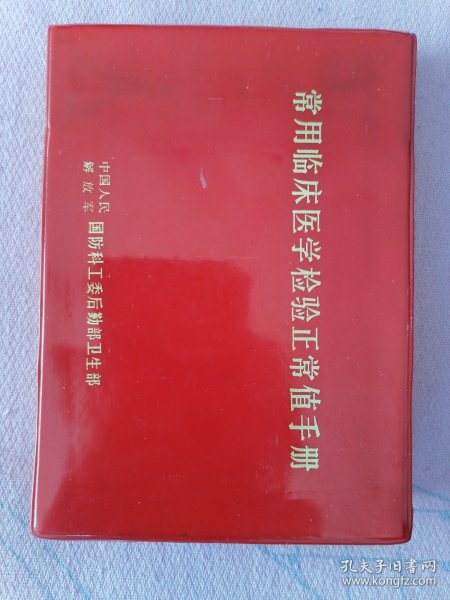 常用临床医学检验正常值手册
中国人民
解放军
国防科工委后勤部卫生部
孔夫子旧书网
www.kongfz.com